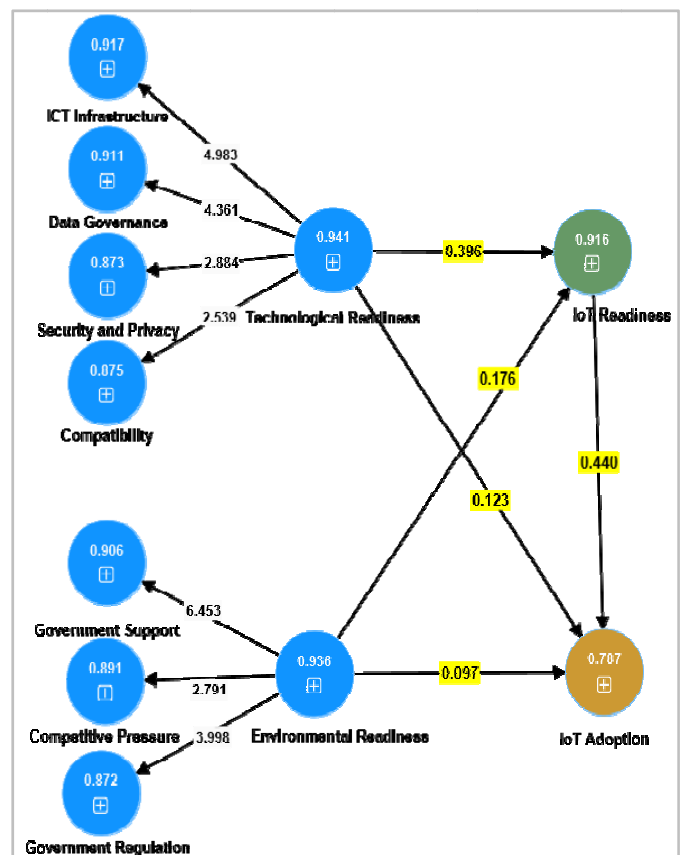 0.917
ICT Infrastructure
4.983
0.911
Data Governance
4.361
0.873
Security and Privacy
2.884
0.875
Compatibility
2.539
0.941
Technological Readiness
0.396
0.916
IoT Readiness
0.176
0.440
0.123
0.906
Government Support
6.453
0.891
Competitive Pressure
2.791
0.936
Environmental Readiness
0.097
0.787
IoT Adoption
0.872
Government Regulation
3.998